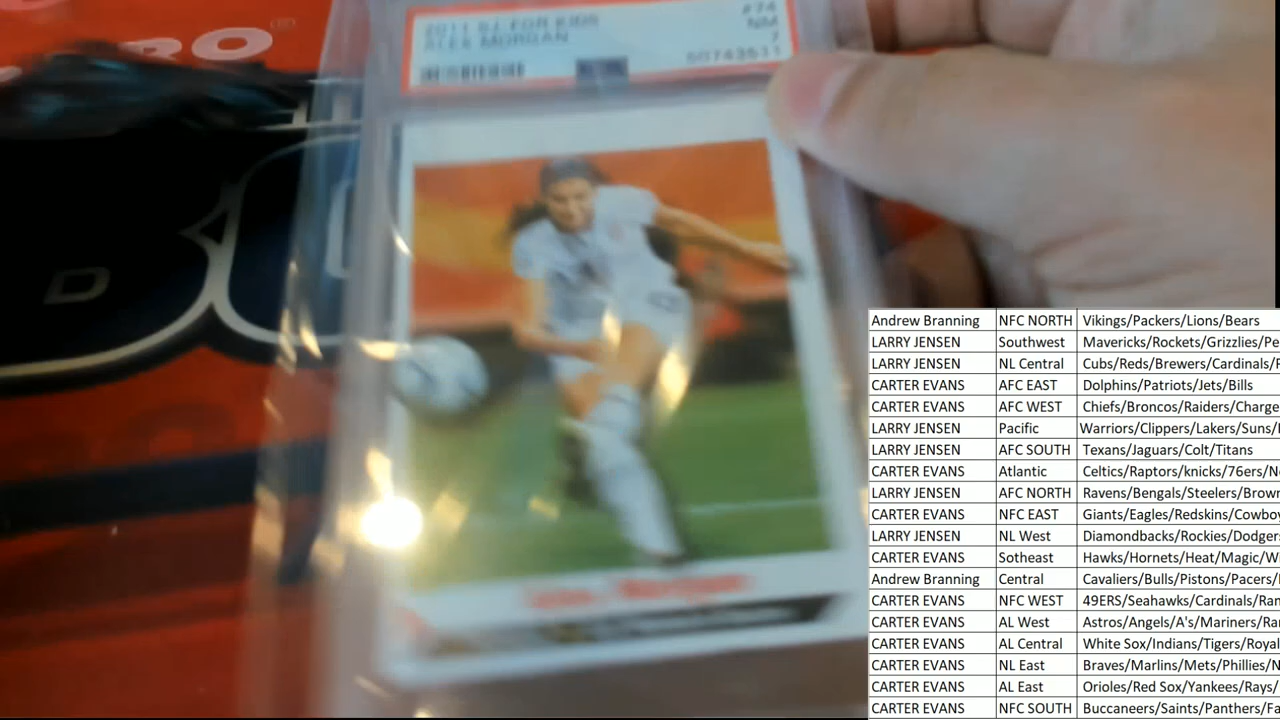 RO
2011 S.I. FOR KIDS #74
ALEX MORGAN NM
7
50743531
D
Andrew Branning NFC NORTH Vikings/Packers/Lions/Bears
LARRY JENSEN Southwest Mavericks/Rockets/Grizzlies/Pe
LARRY JENSEN NL Central Cubs/Reds/Brewers/Cardinals/P
CARTER EVANS AFC EAST Dolphins/Patriots/Jets/Bills
CARTER EVANS AFC WEST Chiefs/Broncos/Raiders/Charge
LARRY JENSEN Pacific Warriors/Clippers/Lakers/Suns/
LARRY JENSEN AFC SOUTH Texans/Jaguars/Colt/Titans
CARTER EVANS Atlantic Celtics/Raptors/knicks/76ers/Ne
LARRY JENSEN AFC NORTH Ravens/Bengals/Steelers/Brown
CARTER EVANS NFC EAST Giants/Eagles/Redskins/Cowboy
LARRY JENSEN NL West Diamondbacks/Rockies/Dodger
CARTER EVANS Sotheast Hawks/Hornets/Heat/Magic/Wi
Andrew Branning Central Cavaliers/Bulls/Pistons/Pacers/
CARTER EVANS NFC WEST 49ERS/Seahawks/Cardinals/Ran
CARTER EVANS AL West Astros/Angels/A's/Mariners/Ra
CARTER EVANS AL Central White Sox/Indians/Tigers/Royal
CARTER EVANS NL East Braves/Marlins/Mets/Phillies/N
CARTER EVANS AL East Orioles/Red Sox/Yankees/Rays/
CARTER EVANS NFC SOUTH Buccaneers/Saints/Panthers/Fa